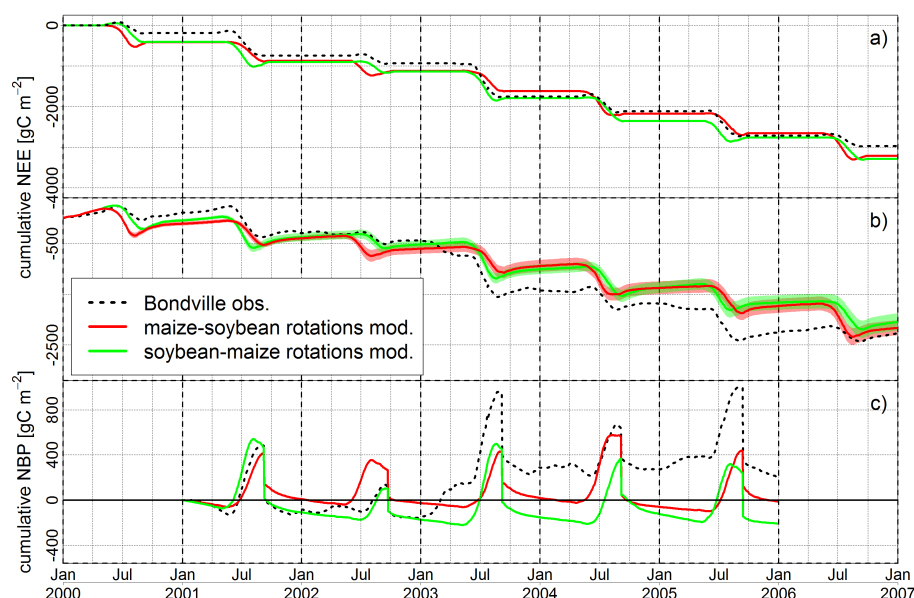 0
2000
4000
cumulative NEE [gC m⁻²]
a)
-500
-2500
b)
Bondville obs.
maize-soybean rotations mod.
soybean-maize rotations mod.
800
400
0
-400
cumulative NBP [gC m⁻²]
c)
Jan Jul Jan Jul Jan Jul Jan Jul Jan Jul Jan Jul Jan Jul Jan
2000 2001 2002 2003 2004 2005 2006 2007